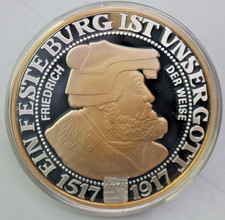 EIN FESTE BURG IST UNSER GOTT
FRIEDRICH DER WEISE
1517 1917